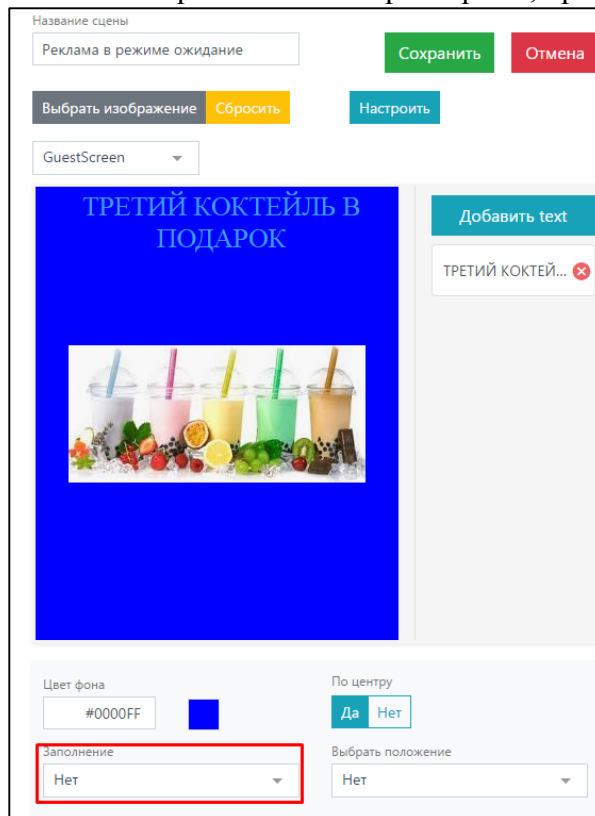 Название сцены
Реклама в режиме ожидание
Сохранить
Отмена
Выбрать изображение
Сбросить
Настроить
GuestScreen
ТРЕТИЙ КОКТЕЙЛЬ В
ПОДАРОК
Добавить text
ТРЕТИЙ КОКТЕЙ...
Цвет фона
#0000FF
По центру
Да
Нет
Заполнение
Нет
Выбрать положение
Нет